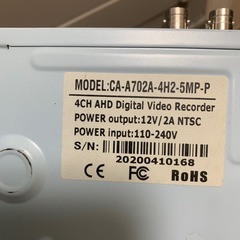 MODEL:CA-A702A-4H2-5MP-P
4CH AHD Digital Video Recorder
POWER output:12V/2A NTSC
POWER input:110-240V
S/N:
20200410168
CE RoHS